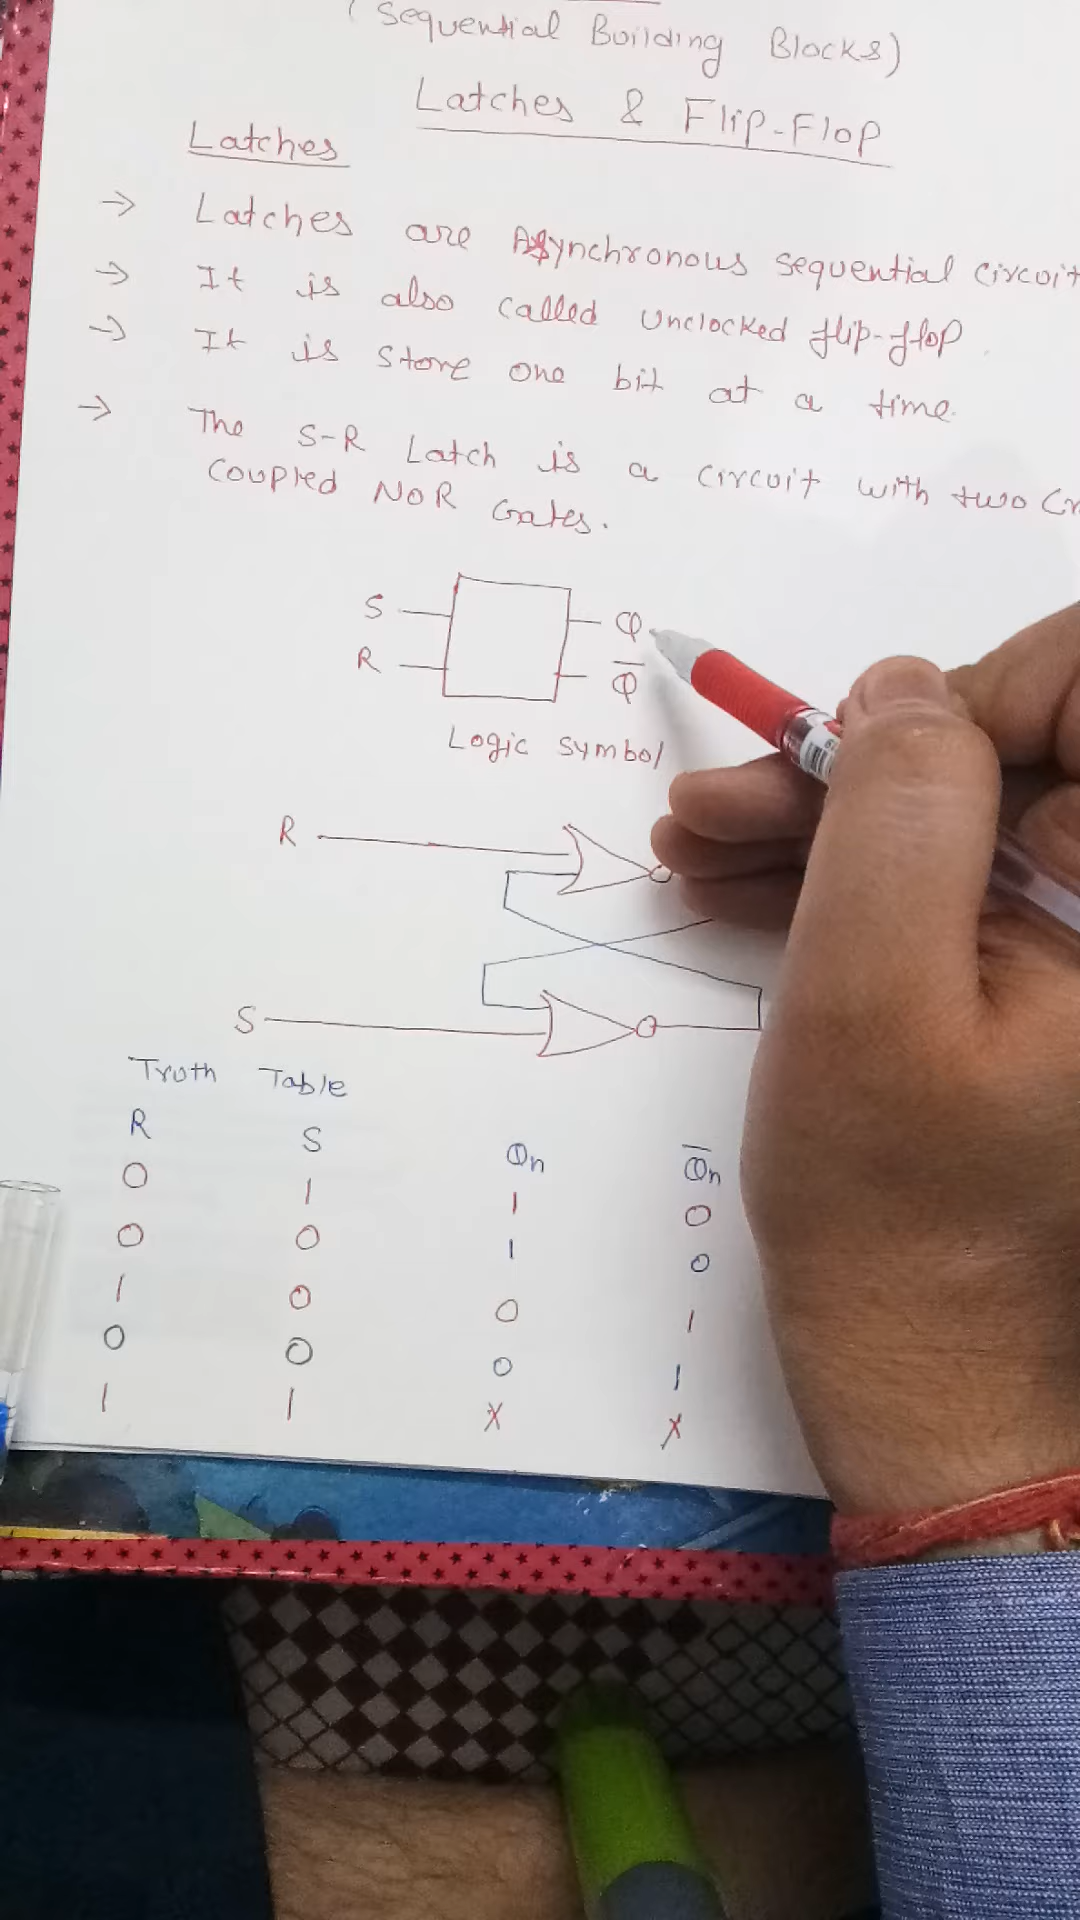 (Sequential Building Blocks)
Latches & Flip-Flop
Latches
→ Latches are Asynchronous sequential circuit
→ It is also called Unclocked flip-flop.
→ It is store one bit at a time.
→ The S-R Latch is a circuit with two
coupled NOR Gates.
S Q
R Q̅
Logic symbol
R
S
Truth Table
R S Qn Q̅n
0 1 1 0
0 0 1 0
1 0 0 1
0 0 0 1
1 1 X X